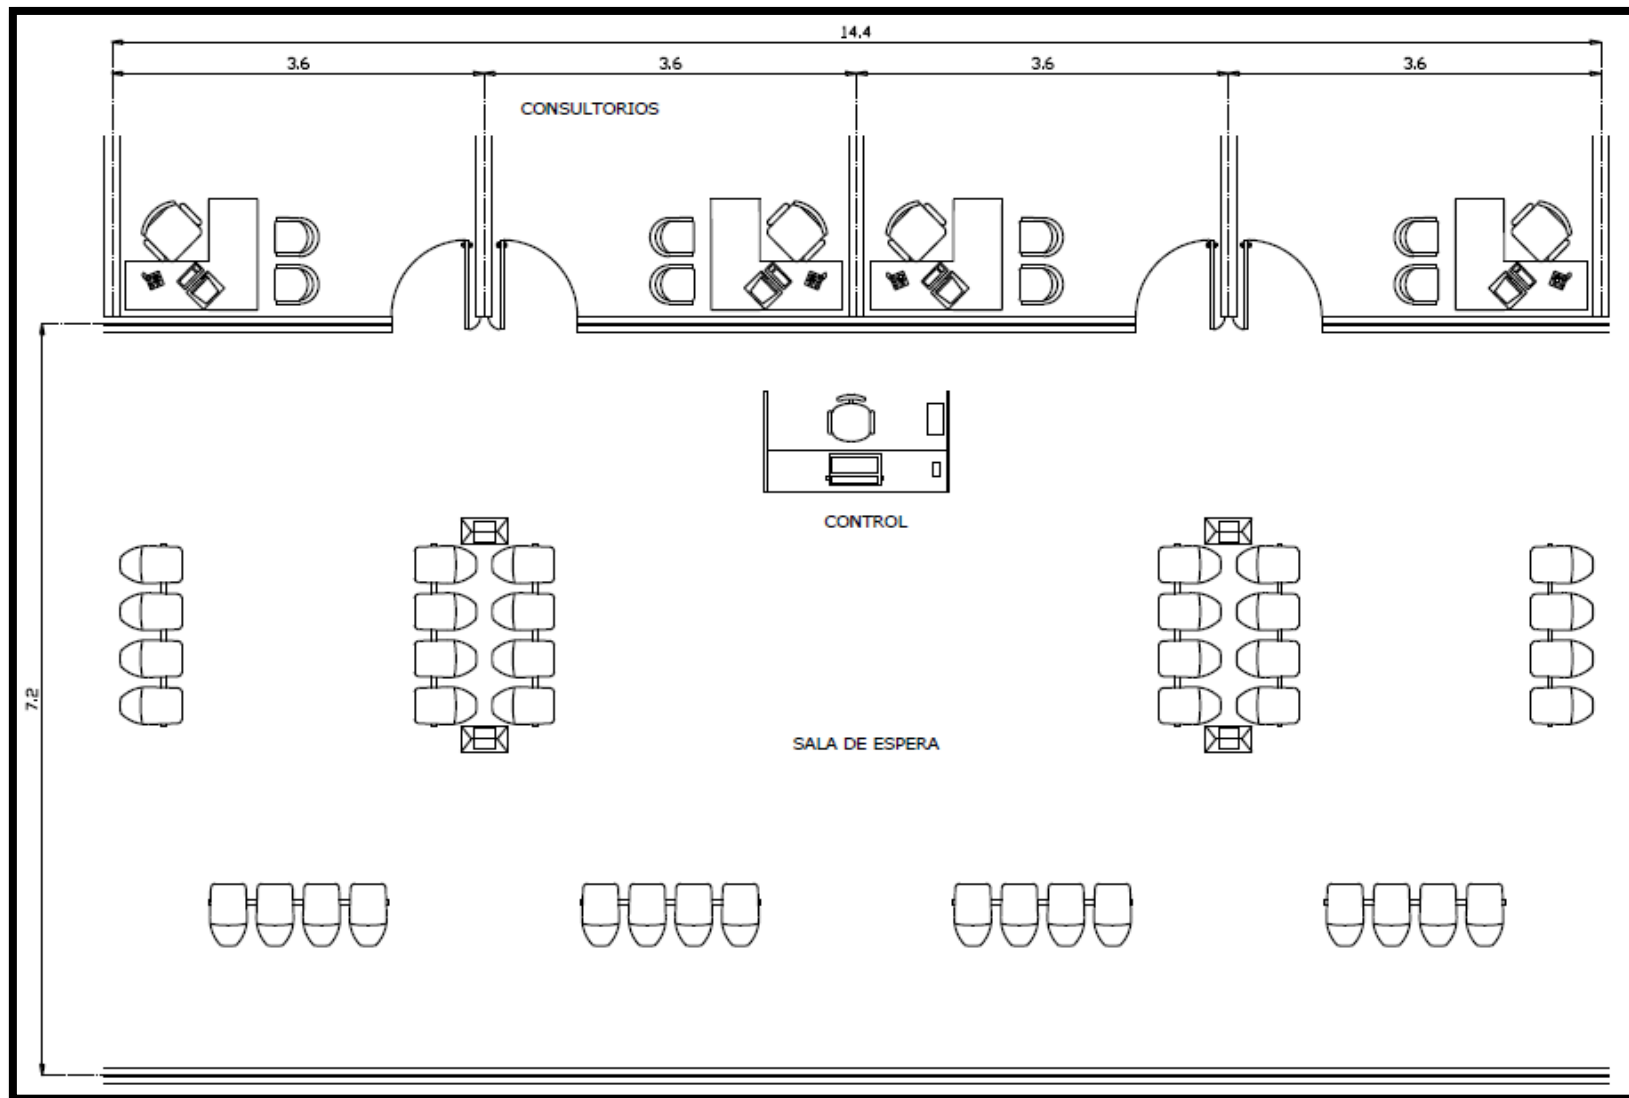 14.4
3.6
3.6
3.6
3.6
CONSULTORIOS
CONTROL
7.2
SALA DE ESPERA